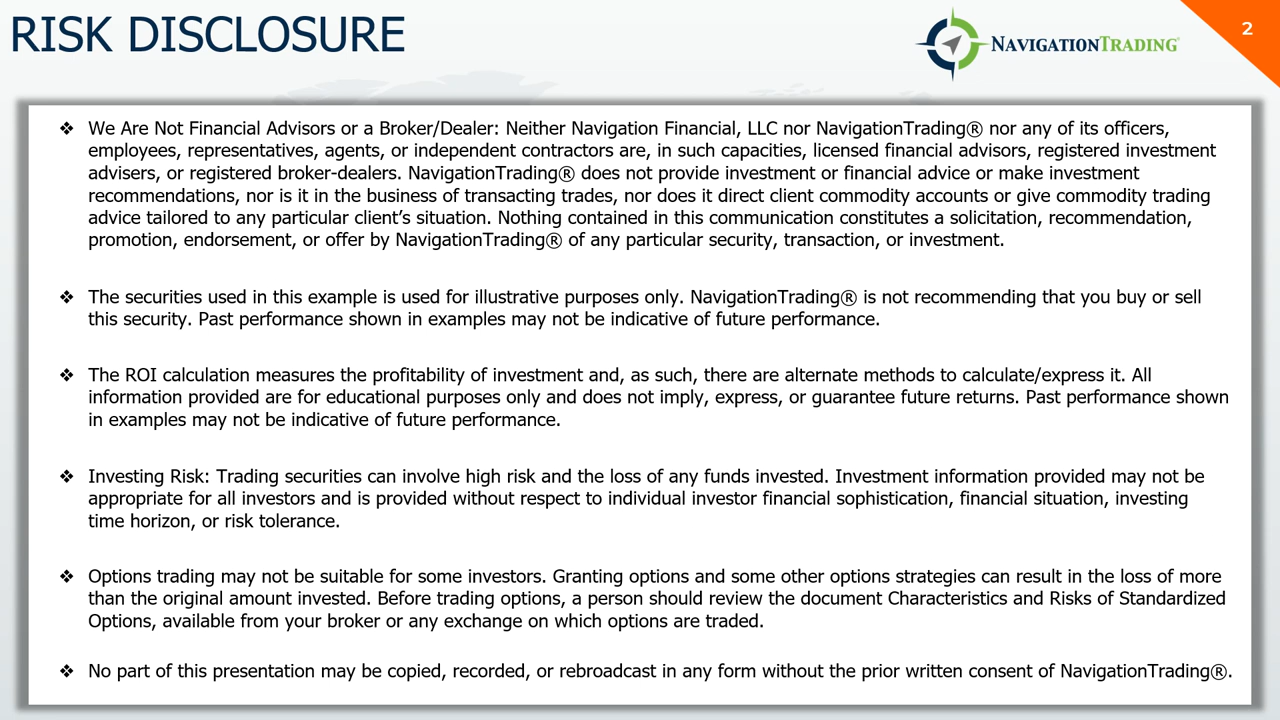 RISK DISCLOSURE
NAVIGATIONTRADING®
2
❖ We Are Not Financial Advisors or a Broker/Dealer: Neither Navigation Financial, LLC nor NavigationTrading® nor any of its officers,
employees, representatives, agents, or independent contractors are, in such capacities, licensed financial advisors, registered investment
advisers, or registered broker-dealers. NavigationTrading® does not provide investment or financial advice or make investment
recommendations, nor is it in the business of transacting trades, nor does it direct client commodity accounts or give commodity trading
advice tailored to any particular client’s situation. Nothing contained in this communication constitutes a solicitation, recommendation,
promotion, endorsement, or offer by NavigationTrading® of any particular security, transaction, or investment.
❖ The securities used in this example is used for illustrative purposes only. NavigationTrading® is not recommending that you buy or sell
this security. Past performance shown in examples may not be indicative of future performance.
❖ The ROI calculation measures the profitability of investment and, as such, there are alternate methods to calculate/express it. All
information provided are for educational purposes only and does not imply, express, or guarantee future returns. Past performance shown
in examples may not be indicative of future performance.
❖ Investing Risk: Trading securities can involve high risk and the loss of any funds invested. Investment information provided may not be
appropriate for all investors and is provided without respect to individual investor financial sophistication, financial situation, investing
time horizon, or risk tolerance.
❖ Options trading may not be suitable for some investors. Granting options and some other options strategies can result in the loss of more
than the original amount invested. Before trading options, a person should review the document Characteristics and Risks of Standardized
Options, available from your broker or any exchange on which options are traded.
❖ No part of this presentation may be copied, recorded, or rebroadcast in any form without the prior written consent of NavigationTrading®.